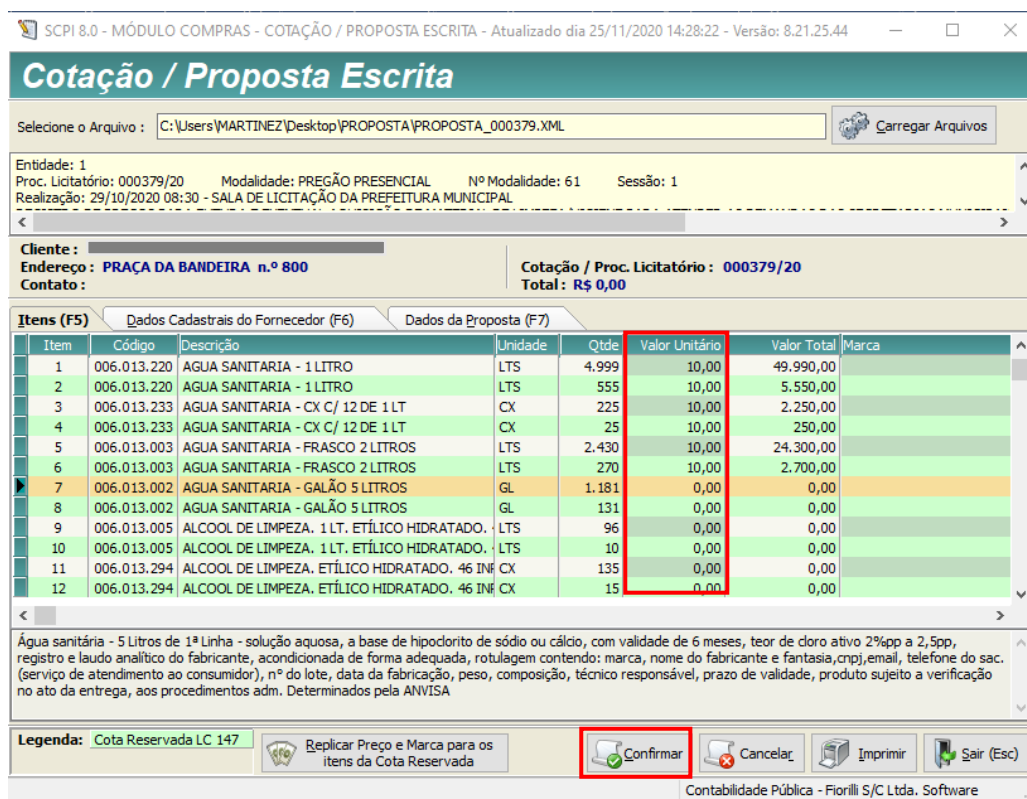 SCPI 8.0 - MÓDULO COMPRAS - COTAÇÃO / PROPOSTA ESCRITA - Atualizado dia 25/11/2020 14:28:22 - Versão: 8.21.25.44
Cotação / Proposta Escrita
Selecione o Arquivo : C:\Users\MARTINEZ\Desktop\PROPOSTA\PROPOSTA_000379.XML Carregar Arquivos
Entidade: 1
Proc. Licitatório: 000379/20 Modalidade: PREGÃO PRESENCIAL Nº Modalidade: 61 Sessão: 1
Realização: 29/10/2020 08:30 - SALA DE LICITAÇÃO DA PREFEITURA MUNICIPAL
Cliente :
Endereço : PRAÇA DA BANDEIRA n.º 800 Cotação / Proc. Licitatório : 000379/20
Contato : Total : R$ 0,00
Itens (F5) Dados Cadastrais do Fornecedor (F6) Dados da Proposta (F7)
Item Código Descrição Unidade Qtde Valor Unitário Valor Total Marca
1 006.013.220 AGUA SANITARIA - 1 LITRO LTS 4.999 10,00 49.990,00
2 006.013.220 AGUA SANITARIA - 1 LITRO LTS 555 10,00 5.550,00
3 006.013.233 AGUA SANITARIA - CX C/ 12 DE 1 LT CX 225 10,00 2.250,00
4 006.013.233 AGUA SANITARIA - CX C/ 12 DE 1 LT CX 25 10,00 250,00
5 006.013.003 AGUA SANITARIA - FRASCO 2 LITROS LTS 2.430 10,00 24.300,00
6 006.013.003 AGUA SANITARIA - FRASCO 2 LITROS LTS 270 10,00 2.700,00
7 006.013.002 AGUA SANITARIA - GALÃO 5 LITROS GL 1.181 0,00 0,00
8 006.013.002 AGUA SANITARIA - GALÃO 5 LITROS GL 131 0,00 0,00
9 006.013.005 ALCOOL DE LIMPEZA. 1 LT. ETÍLICO HIDRATADO. LTS 96 0,00 0,00
10 006.013.005 ALCOOL DE LIMPEZA. 1 LT. ETÍLICO HIDRATADO. LTS 10 0,00 0,00
11 006.013.294 ALCOOL DE LIMPEZA. ETÍLICO HIDRATADO. 46 INP CX 135 0,00 0,00
12 006.013.294 ALCOOL DE LIMPEZA. ETÍLICO HIDRATADO. 46 INP CX 15 0,00 0,00
Água sanitária - 5 Litros de 1ª Linha - solução aquosa, a base de hipoclorito de sódio ou cálcio, com validade de 6 meses, teor de cloro ativo 2%pp a 2,5pp,
registro e laudo analítico do fabricante, acondicionada de forma adequada, rotulagem contendo: marca, nome do fabricante e fantasia,cnpj,email, telefone do sac.
(serviço de atendimento ao consumidor), nº do lote, data da fabricação, peso, composição, técnico responsável, prazo de validade, produto sujeito a verificação
no ato da entrega, aos procedimentos adm. Determinados pela ANVISA
Legenda: Cota Reservada LC 147 Replicar Preço e Marca para os itens da Cota Reservada Confirmar Cancelar Imprimir Sair (Esc)
Contabilidade Pública - Fiorilli S/C Ltda. Software